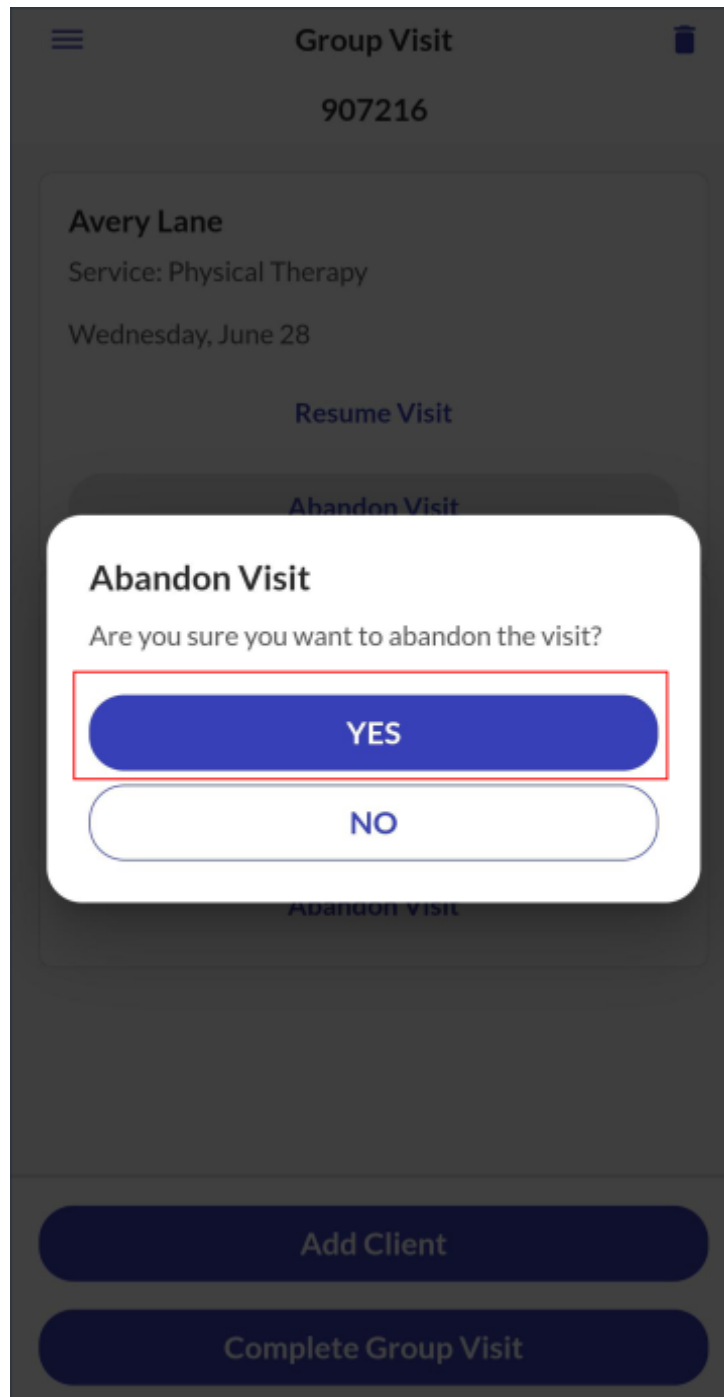 Group Visit
907216
Avery Lane
Service: Physical Therapy
Wednesday, June 28
Resume Visit
Abandon Visit
Abandon Visit
Are you sure you want to abandon the visit?
YES
NO
Abandon Visit
Add Client
Complete Group Visit